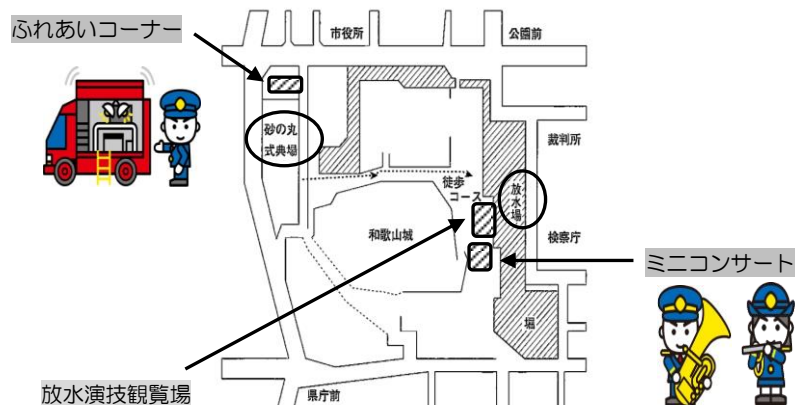 ふれあいコーナー
市役所
公園前
砂の丸
式典場
裁判所
徒歩
コース
放水場
和歌山城
検察庁
ミニコンサート
堀
放水演技観覧場
県庁前